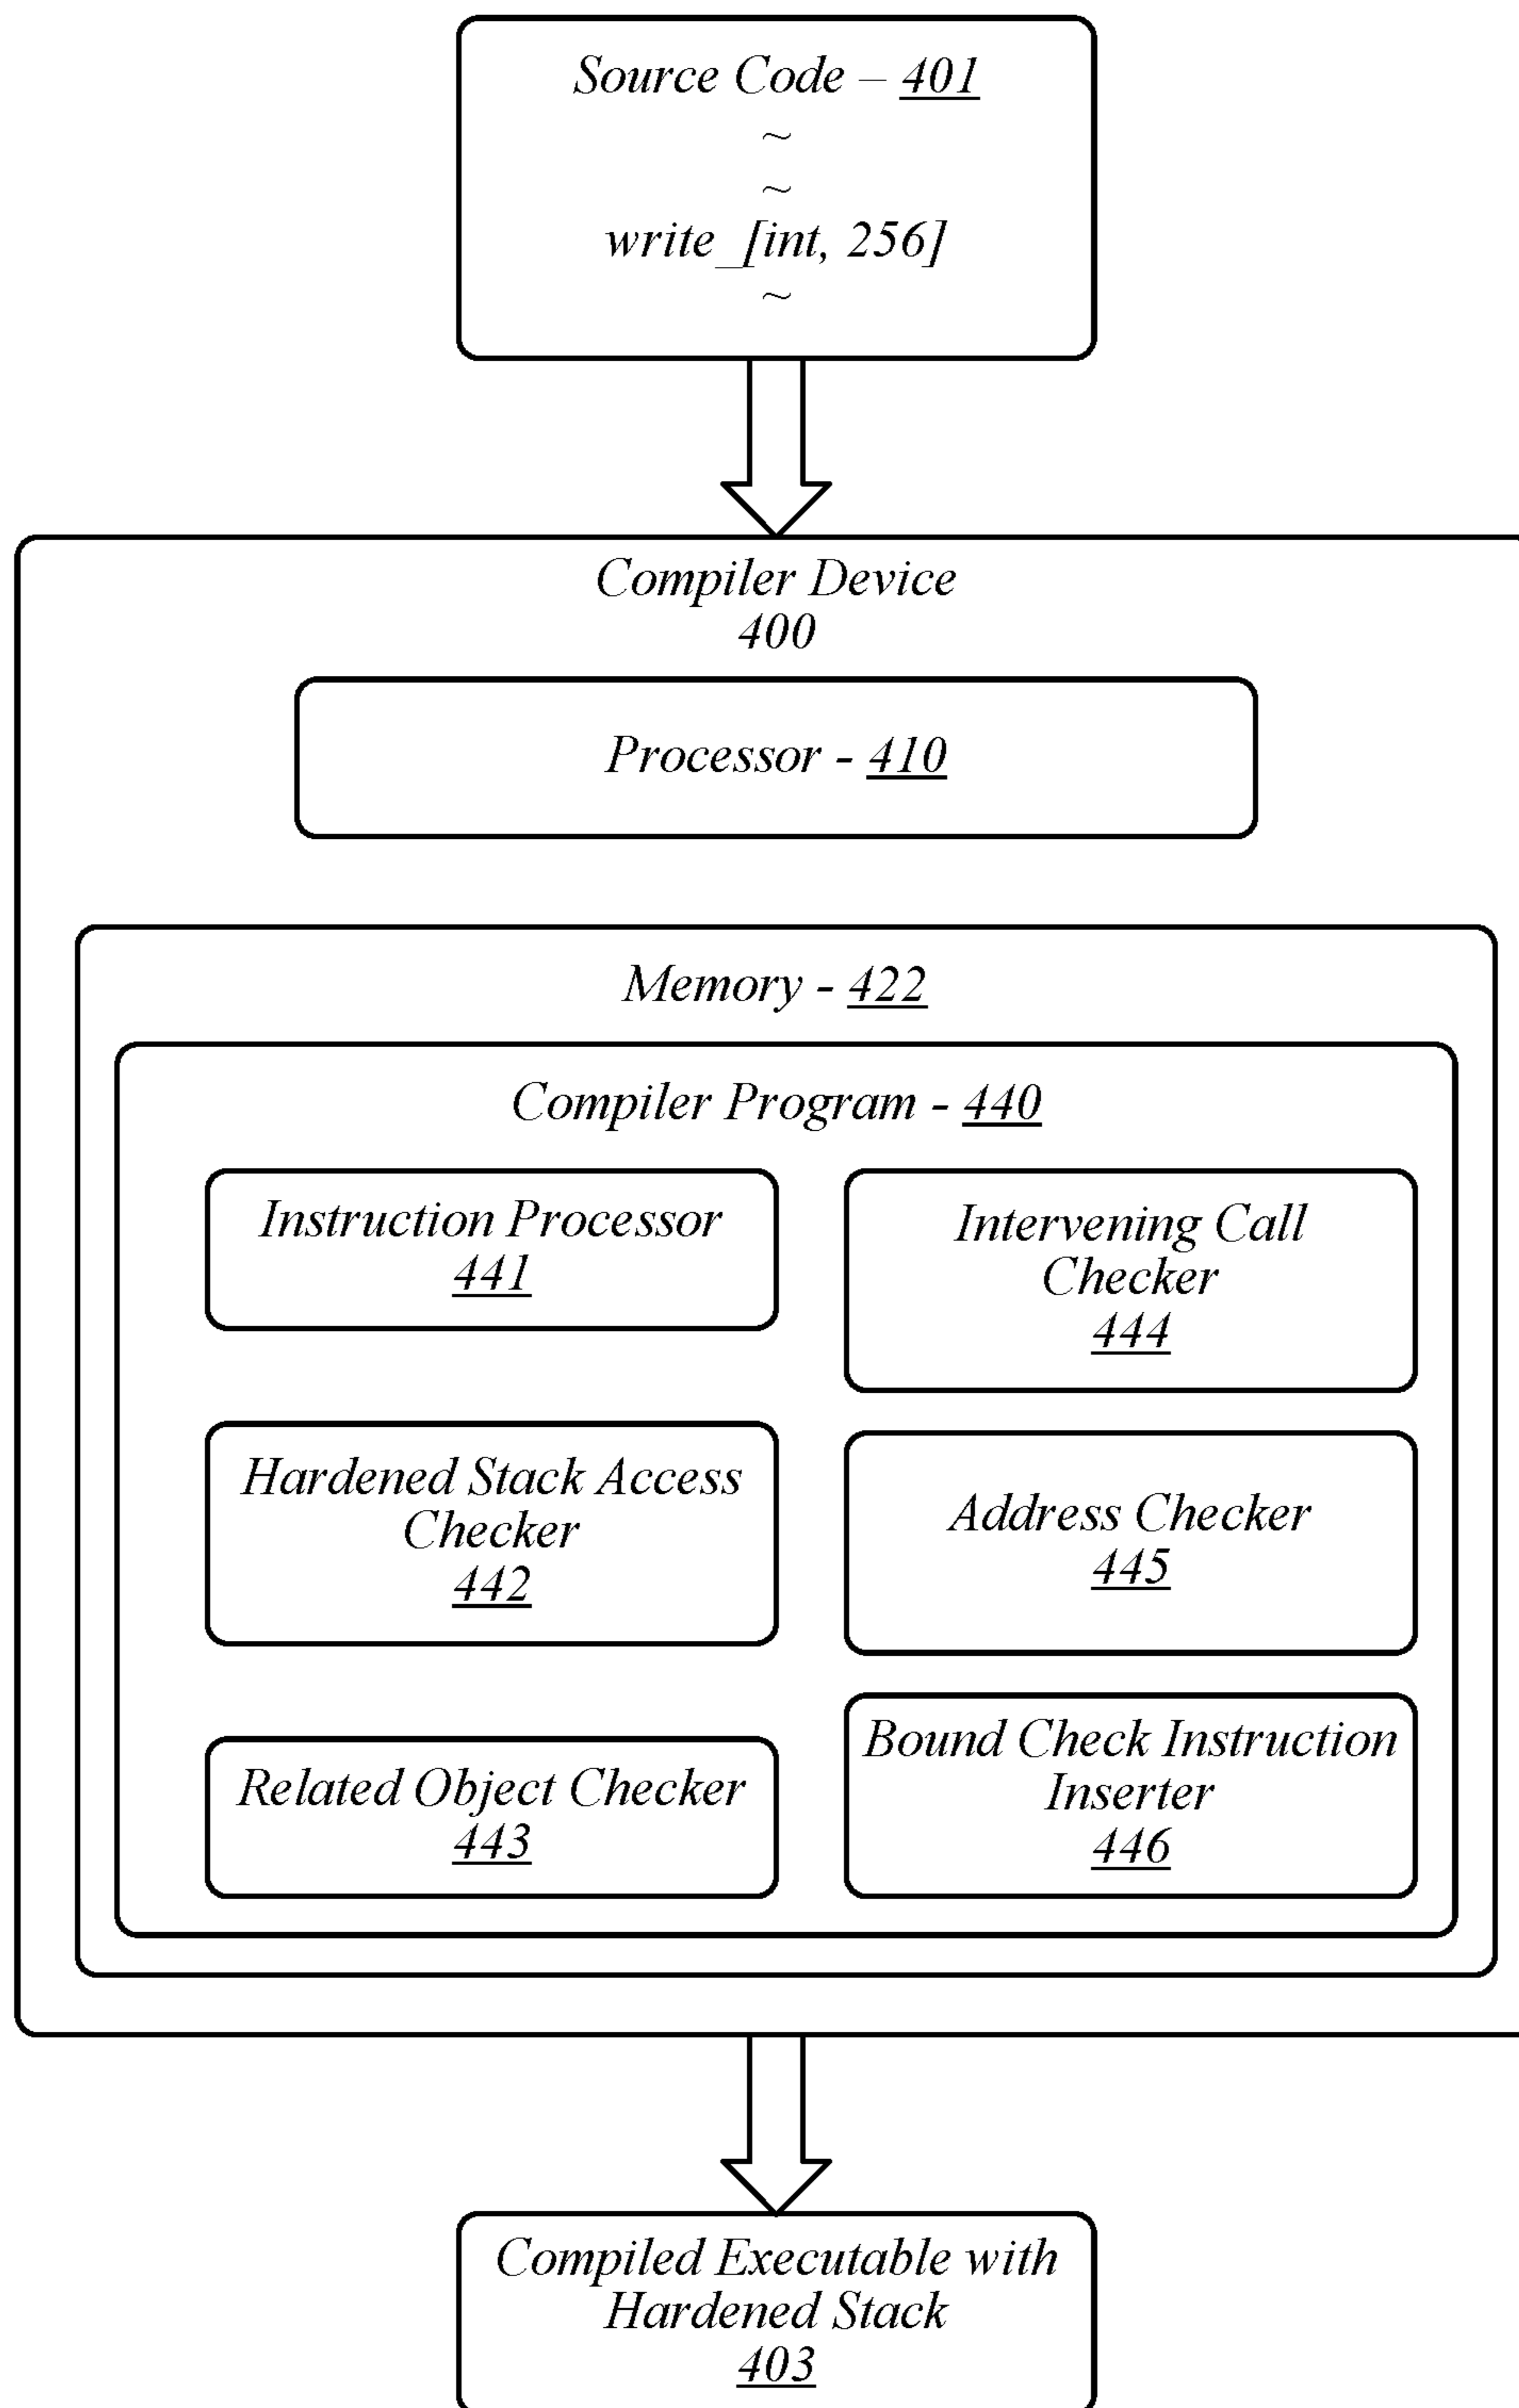 Source Code – 401
~
~
write_[int, 256]
~
Compiler Device
400
Processor - 410
Memory - 422
Compiler Program - 440
Instruction Processor
441
Intervening Call
Checker
444
Hardened Stack Access
Checker
442
Address Checker
445
Related Object Checker
443
Bound Check Instruction
Inserter
446
Compiled Executable with
Hardened Stack
403